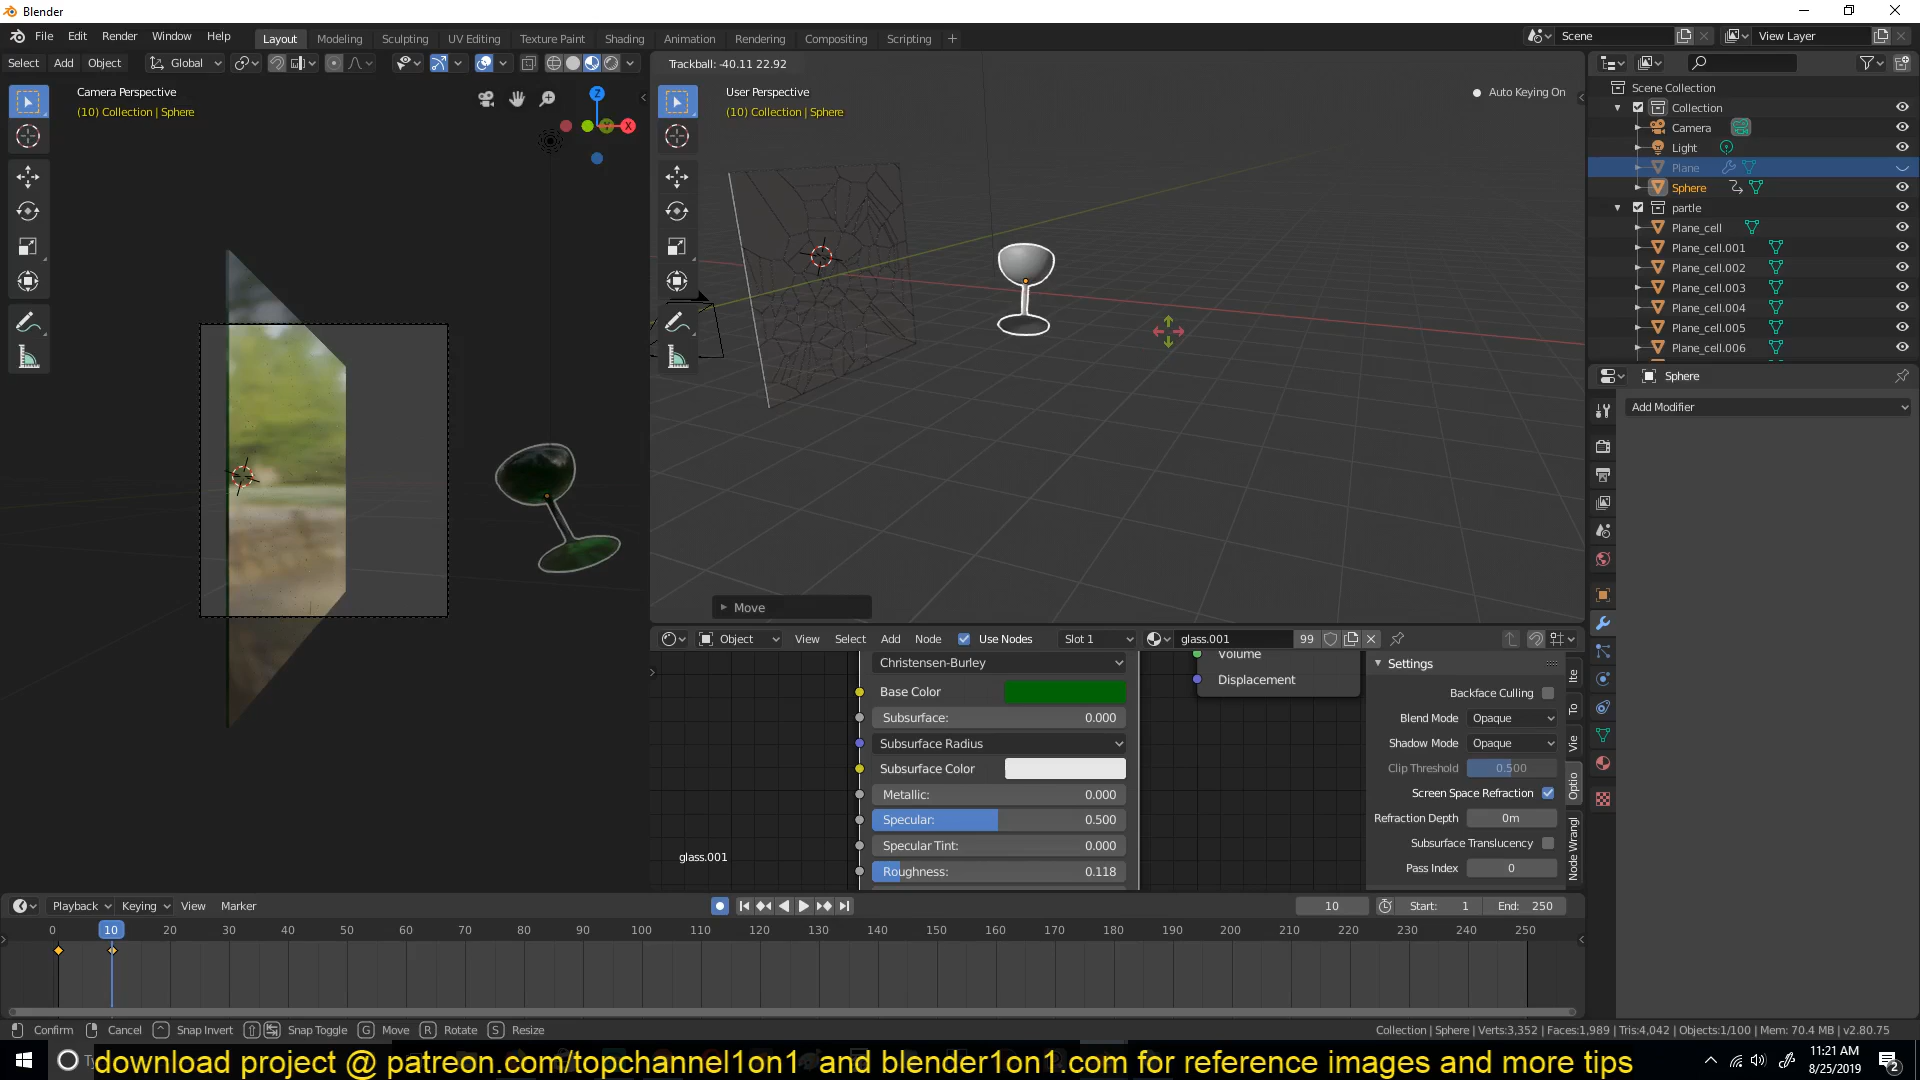 Blender
File Edit Render Window Help
Layout Modeling Sculpting UV Editing Texture Paint Shading Animation Rendering Compositing Scripting +
Scene
View Layer
Select Add Object Global
Trackball: -40.11 22.92
Camera Perspective
(10) Collection | Sphere
Z
X
User Perspective
(10) Collection | Sphere
Auto Keying On
Scene Collection
Collection
Camera
Light
Plane
Sphere
partle
Plane_cell
Plane_cell.001
Plane_cell.002
Plane_cell.003
Plane_cell.004
Plane_cell.005
Plane_cell.006
Sphere
Add Modifier
Move
Object View Select Add Node Use Nodes Slot 1 glass.001 99
Christensen-Burley
Base Color
Subsurface: 0.000
Subsurface Radius
Subsurface Color
Metallic: 0.000
Specular: 0.500
Specular Tint: 0.000
Roughness: 0.118
glass.001
Volume
Displacement
Settings
Backface Culling
Blend Mode Opaque
Shadow Mode Opaque
Clip Threshold 0.500
Screen Space Refraction
Refraction Depth 0m
Subsurface Translucency
Pass Index 0
Ite
To
Vie
Optio
Node Wrangl
Playback Keying View Marker
10 Start: 1 End: 250
0 10 20 30 40 50 60 70 80 90 100 110 120 130 140 150 160 170 180 190 200 210 220 230 240 250
Confirm Cancel Snap Invert Snap Toggle G Move R Rotate S Resize
Collection | Sphere | Verts:3,352 | Faces:1,989 | Tris:4,042 | Objects:1/100 | Mem: 70.4 MB | v2.80.75
download project @ patreon.com/topchannel1on1 and blender1on1.com for reference images and more tips
11:21 AM
8/25/2019
2